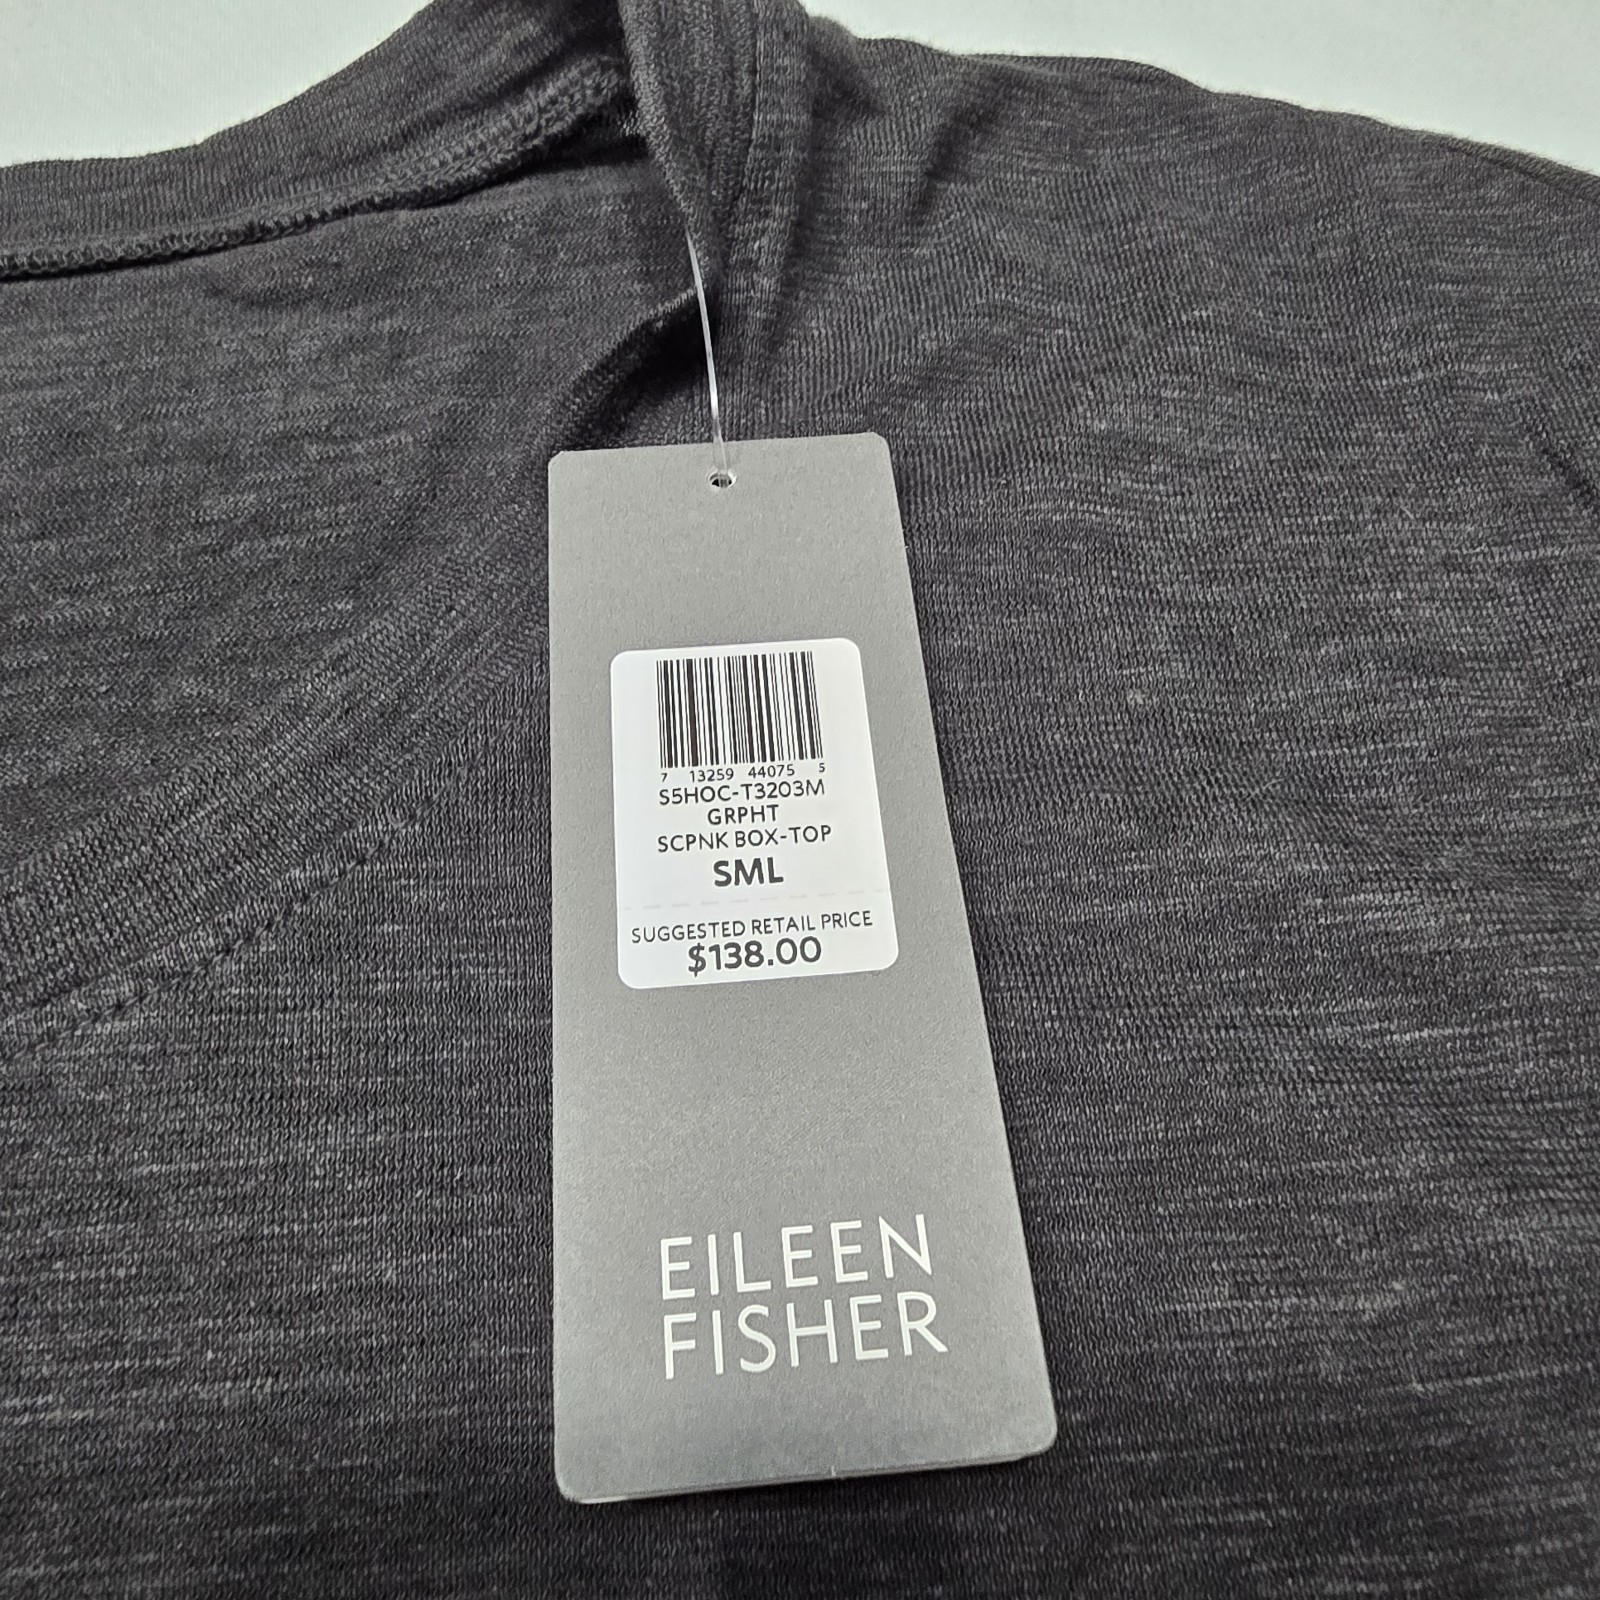 7 13259 44075 5
S5HOC-T3203M
GRPHT
SCPNK BOX-TOP
SML
SUGGESTED RETAIL PRICE
$138.00
EILEEN
FISHER